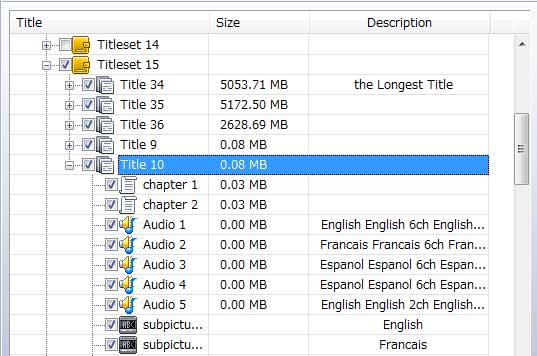 Title Size Description
Titleset 14
Titleset 15
Title 34 5053.71 MB the Longest Title
Title 35 5172.50 MB
Title 36 2628.69 MB
Title 9 0.08 MB
Title 10 0.08 MB
chapter 1 0.03 MB
chapter 2 0.03 MB
Audio 1 0.00 MB English English 6ch English...
Audio 2 0.00 MB Francais Francais 6ch Fran...
Audio 3 0.00 MB Espanol Espanol 6ch Espan...
Audio 4 0.00 MB Espanol Espanol 6ch Espan...
Audio 5 0.00 MB English English 2ch English...
subpictu... English
subpictu... Francais